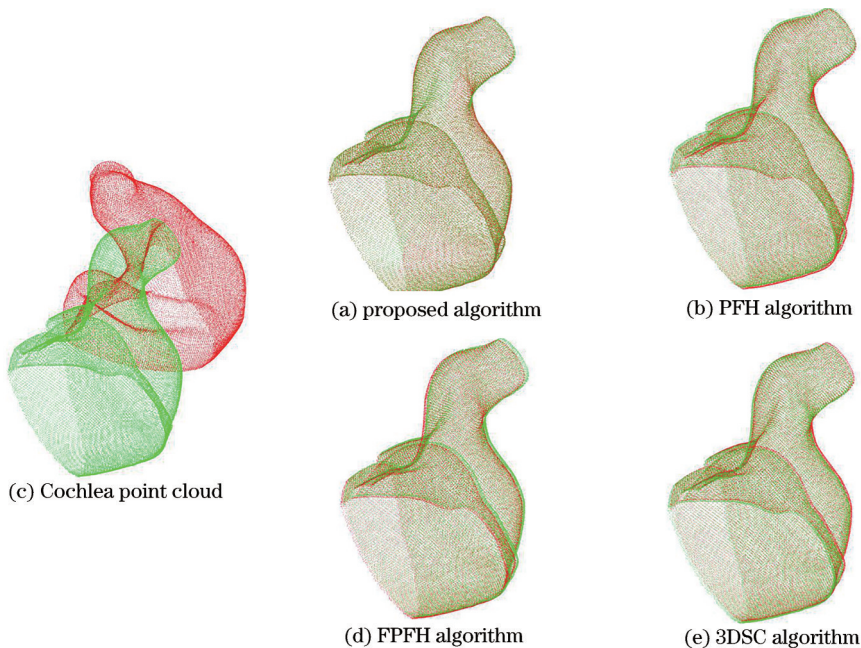 (a) proposed algorithm
(b) PFH algorithm
(c) Cochlea point cloud
(d) FPFH algorithm
(e) 3DSC algorithm